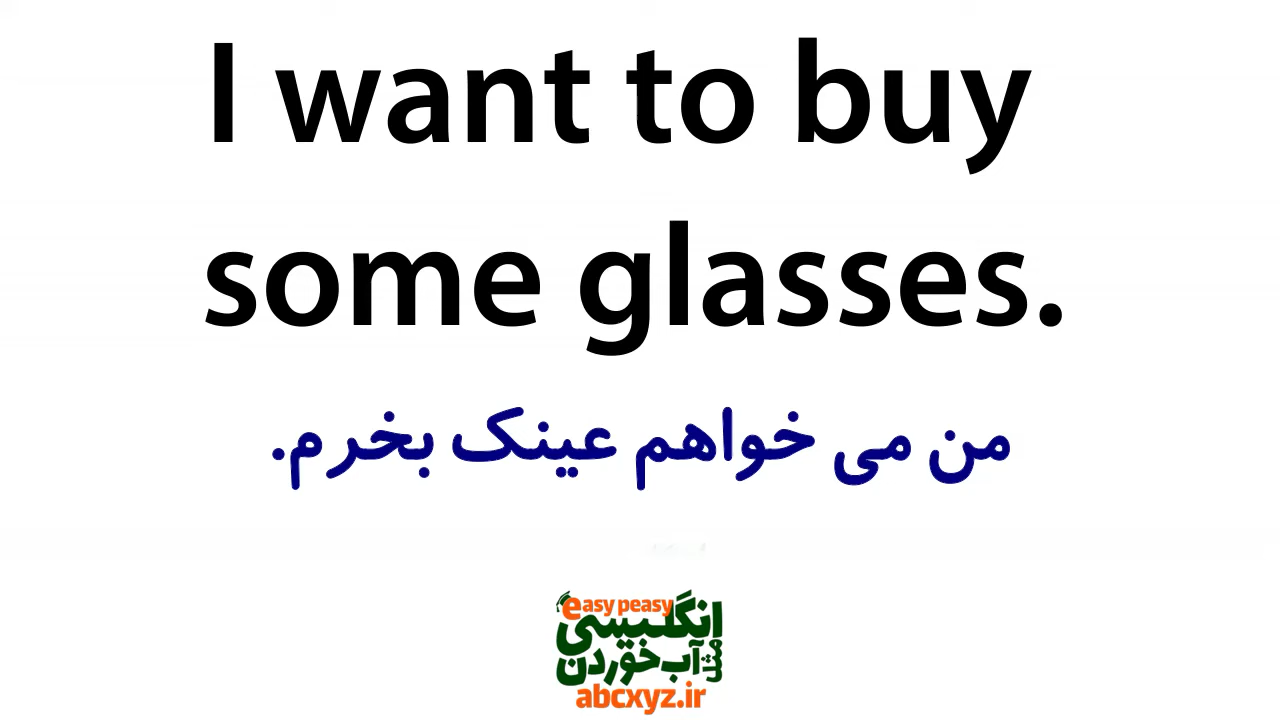 I want to buy
some glasses.
من می خواهم عینک بخرم.
easy peasy
انگلیسی
مثل آب خوردن
abcxyz.ir